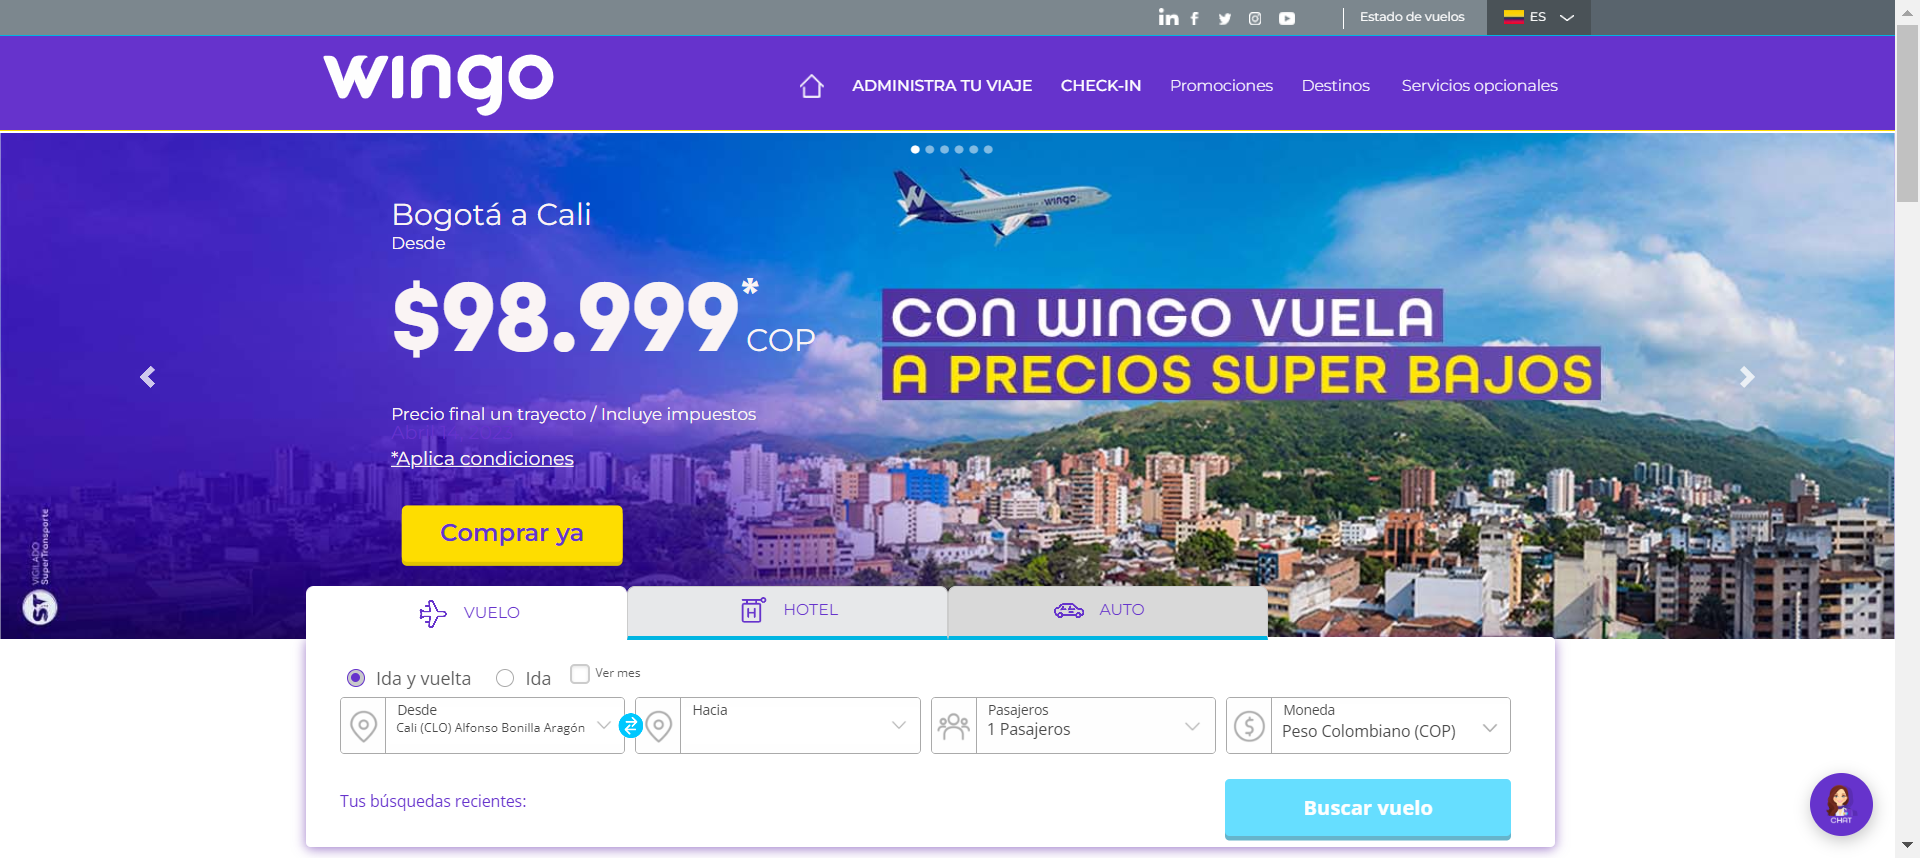 Estado de vuelos
ES
wingo
ADMINISTRA TU VIAJE
CHECK-IN
Promociones
Destinos
Servicios opcionales
wingo
Bogotá a Cali
Desde
$98.999*
COP
CON WINGO VUELA
A PRECIOS SUPER BAJOS
Precio final un trayecto / Incluye impuestos
*Aplica condiciones
Comprar ya
VIGILADO
SuperTransporte
ST
VUELO
HOTEL
AUTO
Ida y vuelta
Ida
Ver mes
Desde
Cali (CLO) Alfonso Bonilla Aragón
Hacia
Pasajeros
1 Pasajeros
Moneda
Peso Colombiano (COP)
Tus búsquedas recientes:
Buscar vuelo
CHAT